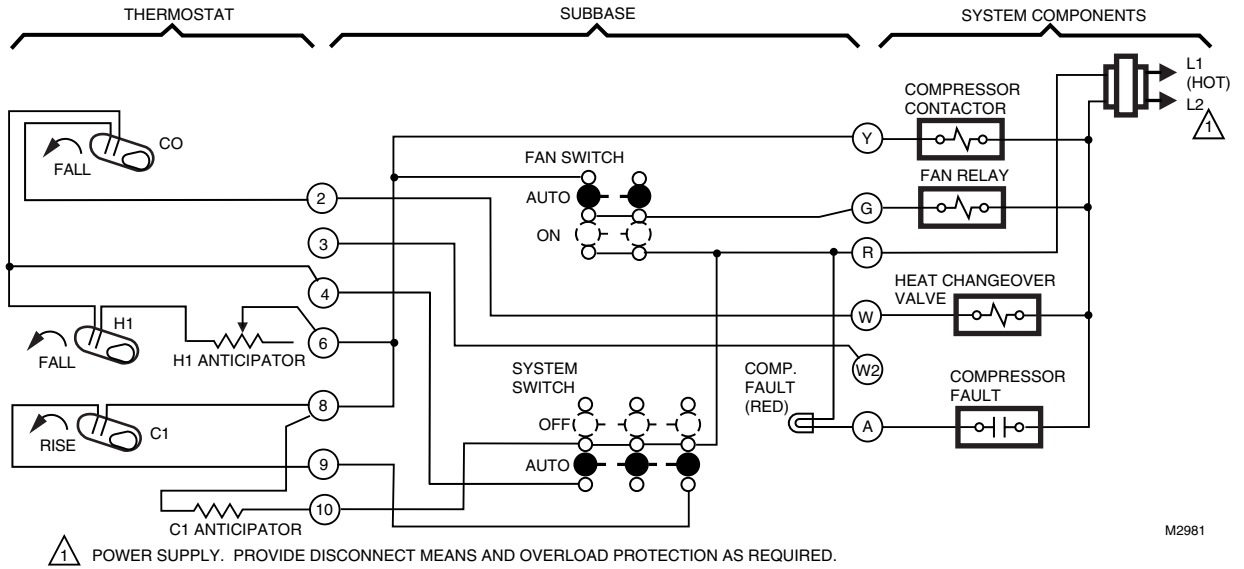 THERMOSTAT
SUBBASE
SYSTEM COMPONENTS
L1
(HOT)
L2
1
COMPRESSOR
CONTACTOR
CO
FALL
Y
FAN SWITCH
FAN RELAY
AUTO
2
G
ON
3
R
HEAT CHANGEOVER
VALVE
4
W
H1
FALL
H1 ANTICIPATOR
6
SYSTEM
SWITCH
COMP.
FAULT
(RED)
W2
COMPRESSOR
FAULT
8
OFF
A
RISE
C1
9
AUTO
10
C1 ANTICIPATOR
M2981
1 POWER SUPPLY. PROVIDE DISCONNECT MEANS AND OVERLOAD PROTECTION AS REQUIRED.